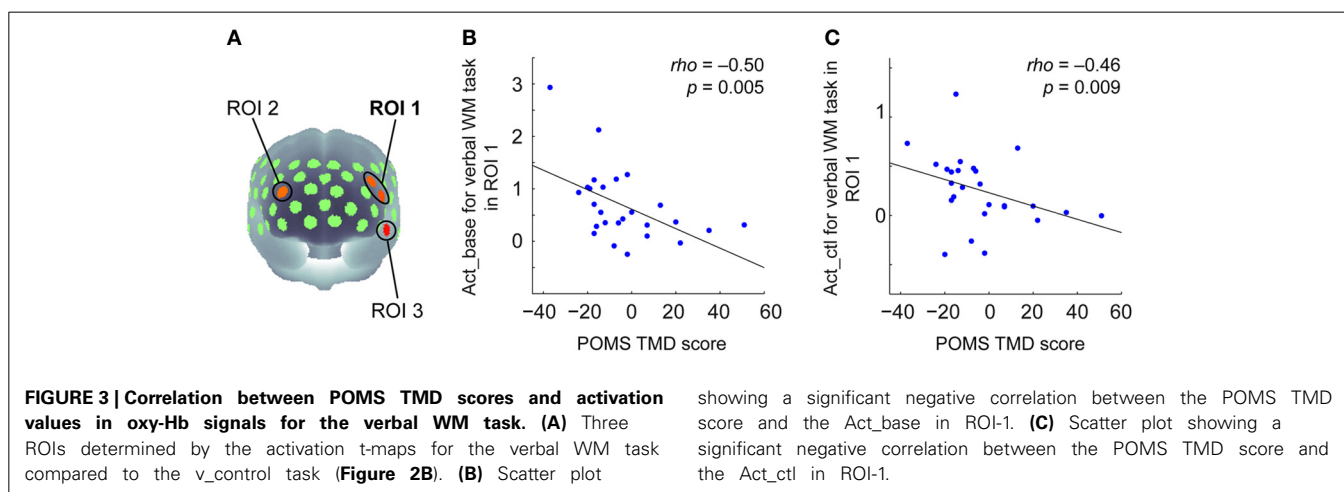 A
ROI 2
ROI 1
ROI 3
B
rho = –0.50
p = 0.005
Act_base for verbal WM task
in ROI 1
3
2
1
0
−40 −20 0 20 40 60
POMS TMD score
C
rho = –0.46
p = 0.009
Act_ctl for verbal WM task in
ROI 1
1
0
−40 −20 0 20 40 60
POMS TMD score
FIGURE 3 | Correlation between POMS TMD scores and activation
values in oxy-Hb signals for the verbal WM task. (A) Three
ROIs determined by the activation t-maps for the verbal WM task
compared to the v_control task (Figure 2B). (B) Scatter plot
showing a significant negative correlation between the POMS TMD
score and the Act_base in ROI-1. (C) Scatter plot showing a
significant negative correlation between the POMS TMD score and
the Act_ctl in ROI-1.